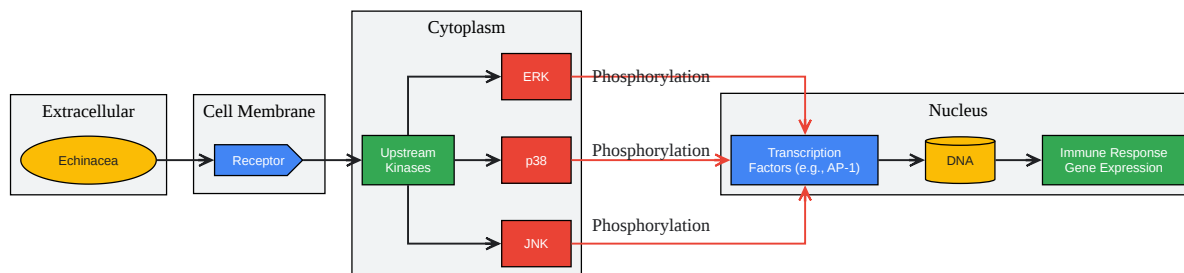 Cytoplasm
ERK
Phosphorylation
Extracellular
Cell Membrane
Nucleus
Echinacea
Receptor
Upstream
Kinases
p38
Phosphorylation
Transcription
Factors (e.g., AP-1)
DNA
Immune Response
Gene Expression
JNK
Phosphorylation